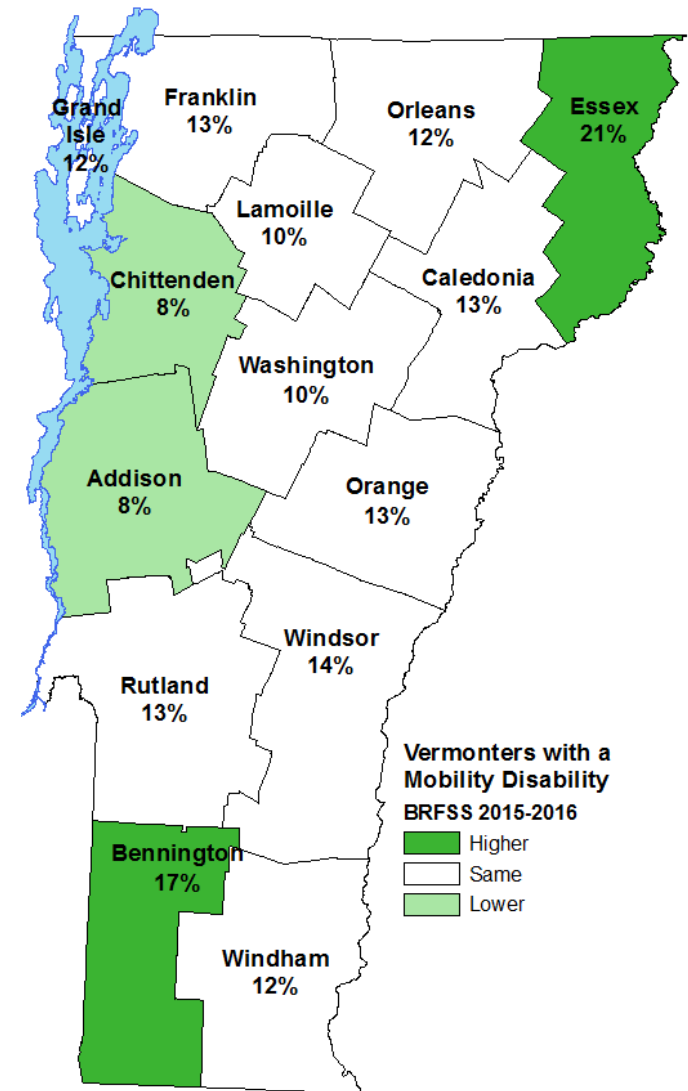 Grand
Isle
12%
Franklin
13%
Orleans
12%
Essex
21%
Lamoille
10%
Chittenden
8%
Caledonia
13%
Washington
10%
Addison
8%
Orange
13%
Windsor
14%
Rutland
13%
Vermonters with a
Mobility Disability
BRFSS 2015-2016
Higher
Same
Lower
Bennington
17%
Windham
12%